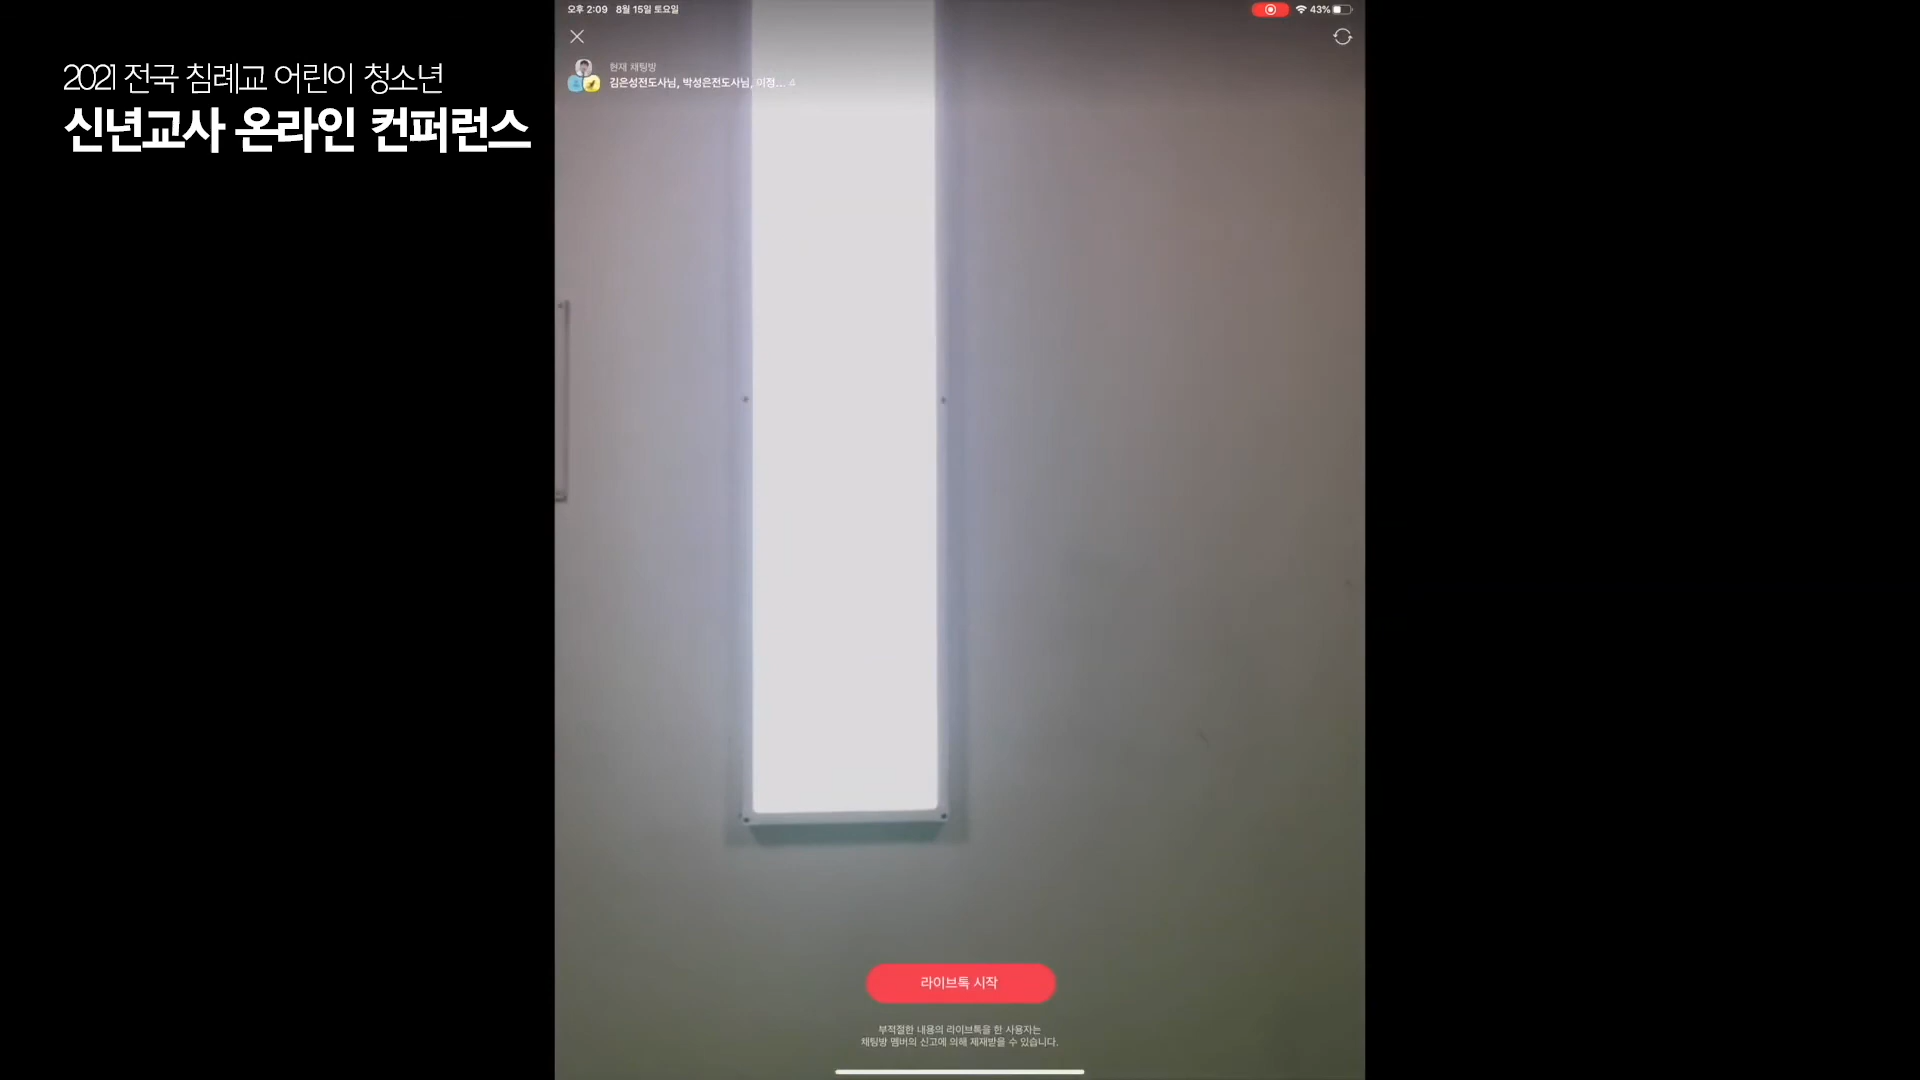 2021 전국 침례교 어린이 청소년
신년교사 온라인 컨퍼런스
오후 2:09 8월 15일 토요일
43%
현재 채팅방
김은성전도사님, 박성은전도사님, 이정... 4
라이브톡 시작
부적절한 내용의 라이브톡을 한 사용자는
채팅방 멤버의 신고에 의해 제재받을 수 있습니다.